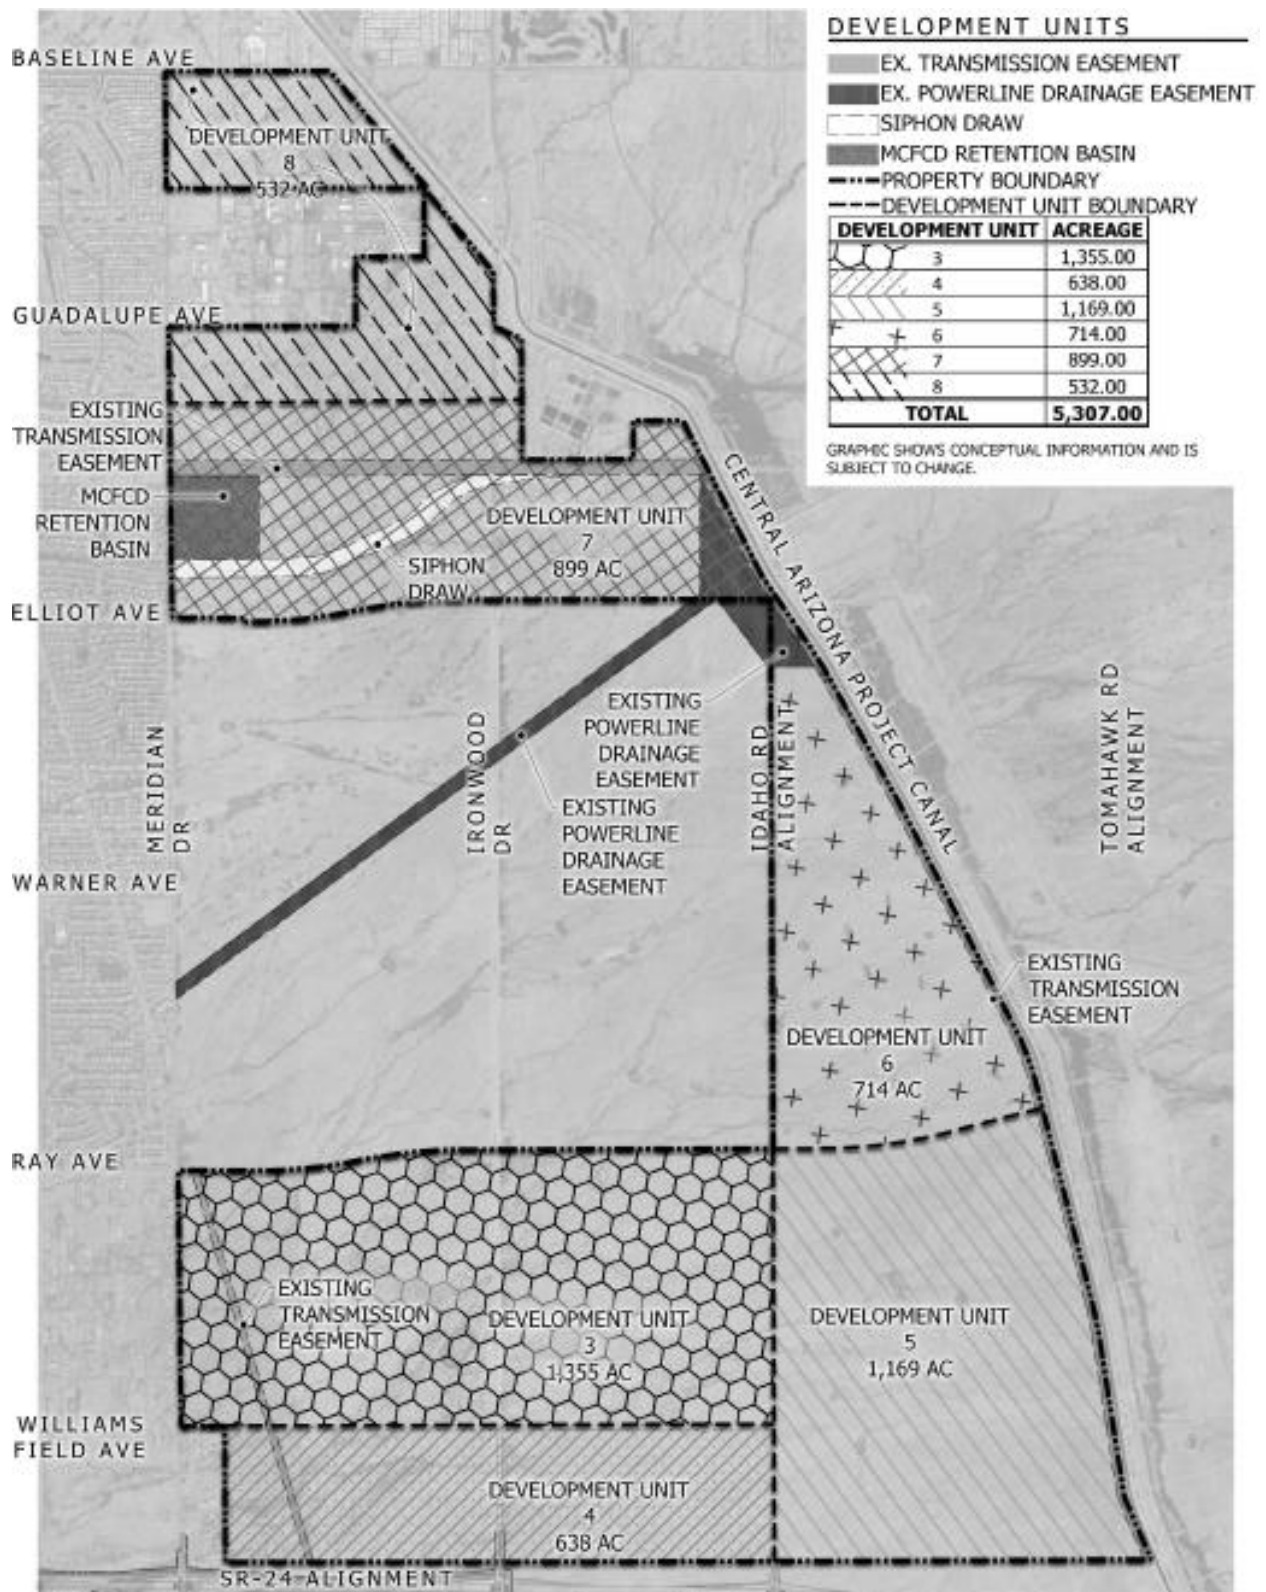 BASELINE AVE
DEVELOPMENT UNIT
8
532 AC
GUADALUPE AVE
EXISTING
TRANSMISSION
EASEMENT
MCFCD
RETENTION
BASIN
DEVELOPMENT UNIT
7
899 AC
SIPHON
DRAW
ELLIOT AVE
CENTRAL ARIZONA PROJECT CANAL
EXISTING
POWERLINE
DRAINAGE
EASEMENT
EXISTING
POWERLINE
DRAINAGE
EASEMENT
MERIDIAN
DR
IRONWOOD
DR
IDAHO RD
ALIGNMENT
TOMAHAWK RD
ALIGNMENT
WARNER AVE
EXISTING
TRANSMISSION
EASEMENT
DEVELOPMENT UNIT
6
714 AC
RAY AVE
EXISTING
TRANSMISSION
EASEMENT
DEVELOPMENT UNIT
3
1,355 AC
DEVELOPMENT UNIT
5
1,169 AC
WILLIAMS
FIELD AVE
DEVELOPMENT UNIT
4
638 AC
SR-24 ALIGNMENT
DEVELOPMENT UNITS
EX. TRANSMISSION EASEMENT
EX. POWERLINE DRAINAGE EASEMENT
SIPHON DRAW
MCFCD RETENTION BASIN
PROPERTY BOUNDARY
DEVELOPMENT UNIT BOUNDARY
DEVELOPMENT UNIT ACREAGE
3 1,355.00
4 638.00
5 1,169.00
6 714.00
7 899.00
8 532.00
TOTAL 5,307.00
GRAPHIC SHOWS CONCEPTUAL INFORMATION AND IS
SUBJECT TO CHANGE.